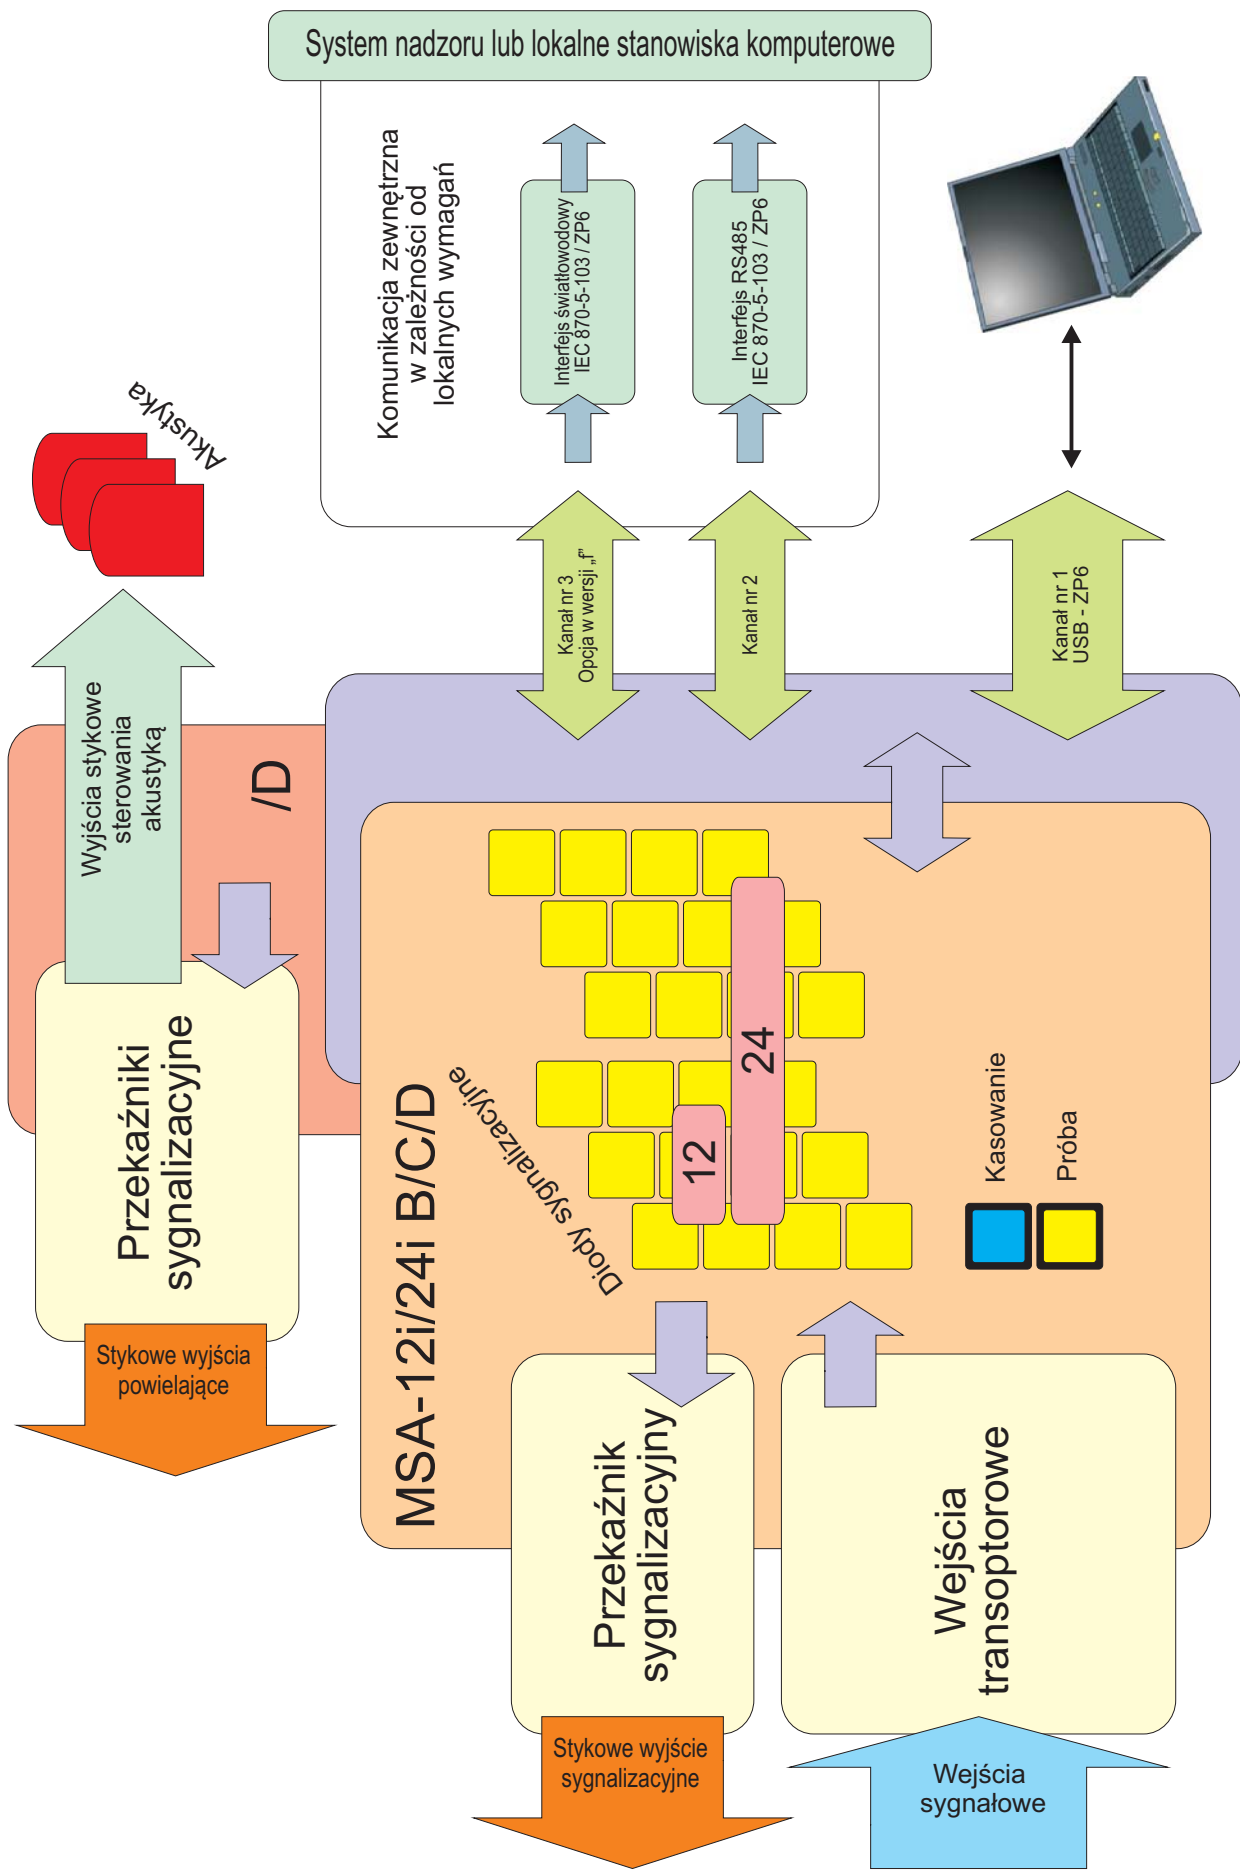 System nadzoru lub lokalne stanowiska komputerowe
Komunikacja zewnętrzna
w zależności od
lokalnych wymagań
Interfejs światłowodowy
IEC 870-5-103 / ZP6
Interfejs RS485
IEC 870-5-103 / ZP6
Akustyka
Kanał nr 3
Opcja w wersji „f”
Kanał nr 2
Kanał nr 1
USB - ZP6
Wyjścia stykowe
sterowania
akustyką
/D
Przekaźniki
sygnalizacyjne
Stykowe wyjścia
powielające
MSA-12i/24i B/C/D
Diody sygnalizacyjne
12
24
Kasowanie
Próba
Przekaźnik
sygnalizacyjny
Wejścia
transoptorowe
Stykowe wyjście
sygnalizacyjne
Wejścia
sygnałowe